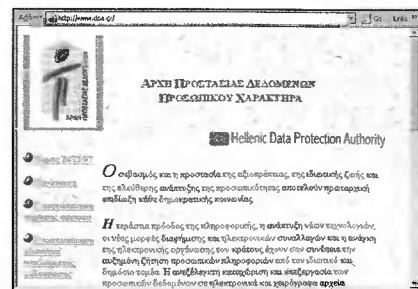 http://www.dpa.gr/
Go Links
ΑΡΧΗ ΠΡΟΣΤΑΣΙΑΣ ΔΕΔΟΜΕΝΩΝ
ΠΡΟΣΩΠΙΚΟΥ ΧΑΡΑΚΤΗΡΑ
Hellenic Data Protection Authority
Ο σεβασμός και η προστασία της αξιοπρέπειας, της ιδιωτικής ζωής και
της ελεύθερης ανάπτυξης της προσωπικότητας αποτελούν πρωταρχική
επιδίωξη κάθε δημοκρατικής κοινωνίας
Η τεράστια πρόοδος της πληροφορικής, η ανάπτυξη νέων τεχνολογιών,
οι νέες μορφές διαφήμισης και ηλεκτρονικών συναλλαγών και η ανάγκη
της ηλεκτρονικής οργάνωσης του κράτους έχουν σαν συνέπεια την
αυξημένη ζήτηση προσωπικών πληροφοριών από τον ιδιωτικό και
δημόσιο τομέα. Η ανεξέλεγκτη καταχώριση και επεξεργασία των
προσωπικών δεδομένων σε ηλεκτρονικά και χειρόγραφα αρχεία